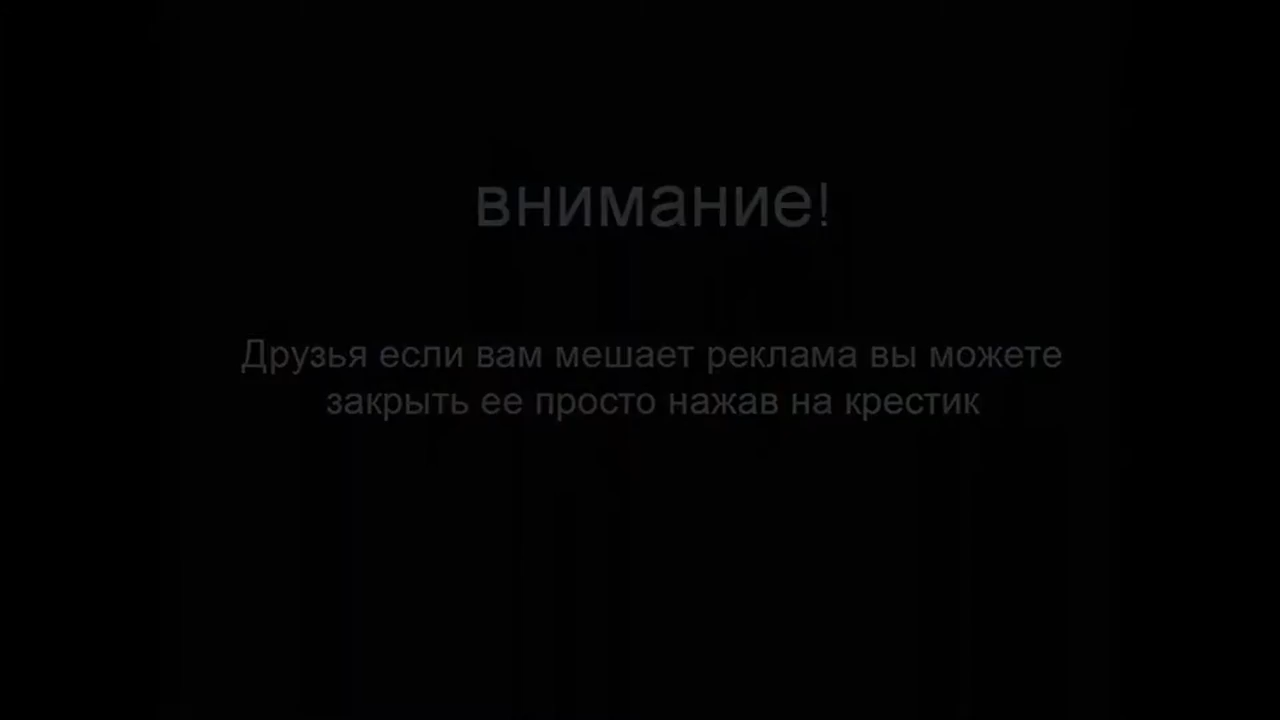 внимание!
Друзья если вам мешает реклама вы можете
закрыть ее просто нажав на крестик